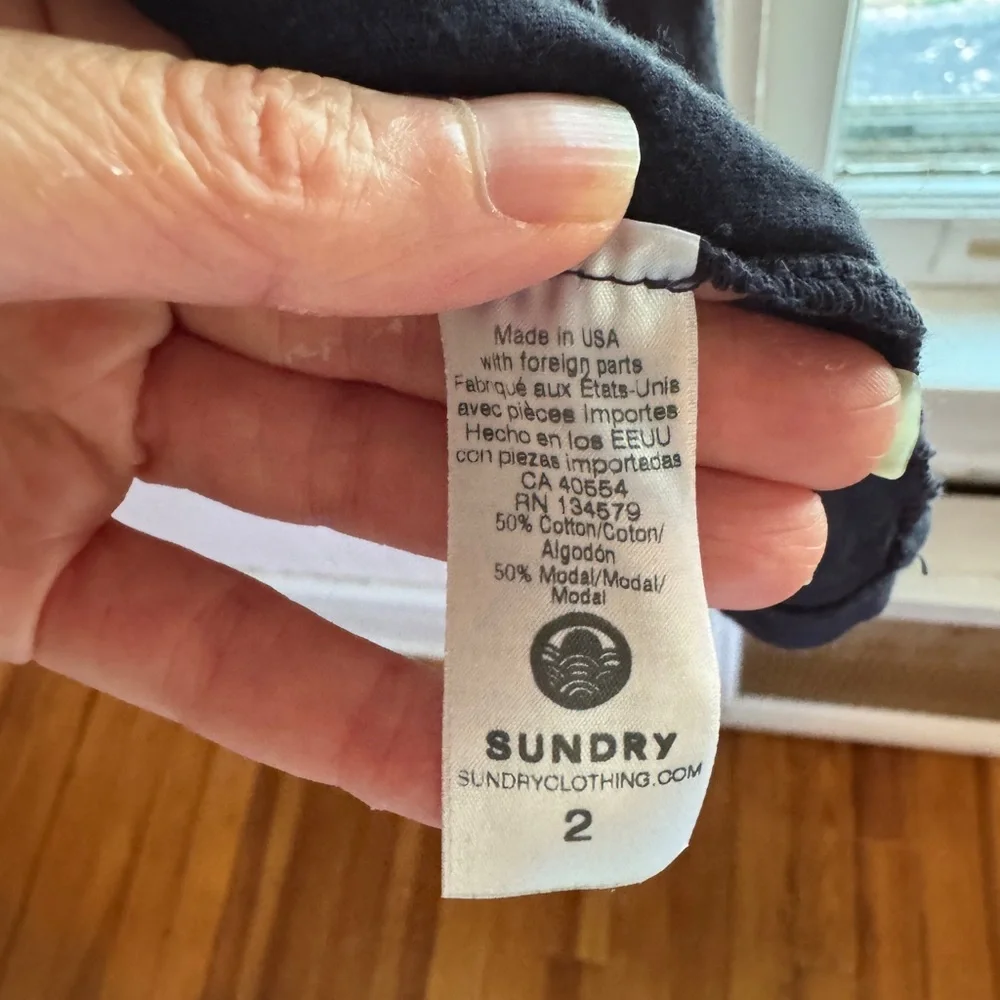 Made in USA
with foreign parts
Fabriqué aux États-Unis
avec pièces Importes
Hecho en los EEUU
con piezas importadas
CA 40554
RN 134579
50% Cotton/Coton/
Algodón
50% Modal/Modal/
Modal
SUNDRY
SUNDRYCLOTHING.COM
2